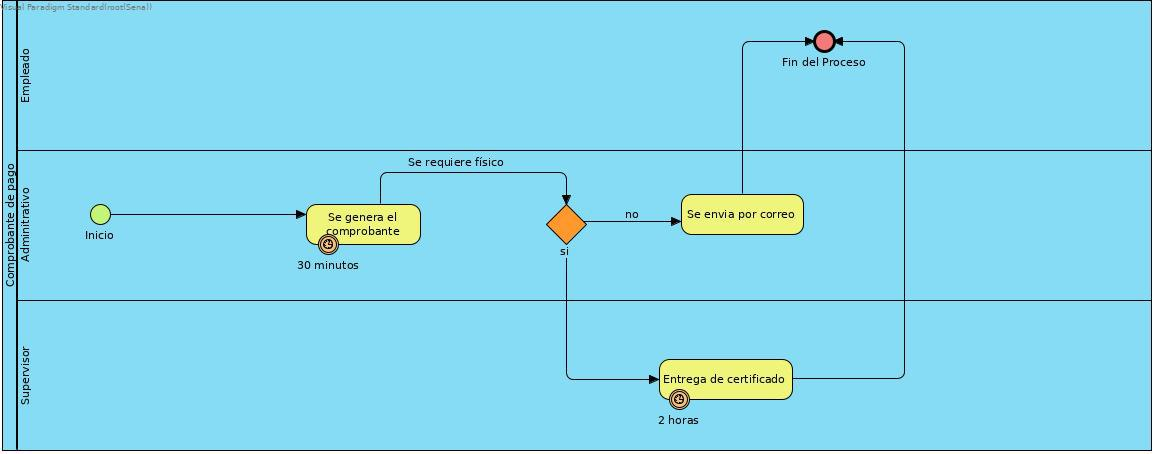 Visual Paradigm Standard(root(Sena))
Comprobante de pago
Empleado
Fin del Proceso
Adminitrativo
Se requiere físico
Inicio
Se genera el
comprobante
30 minutos
no
si
Se envia por correo
Supervisor
Entrega de certificado
2 horas